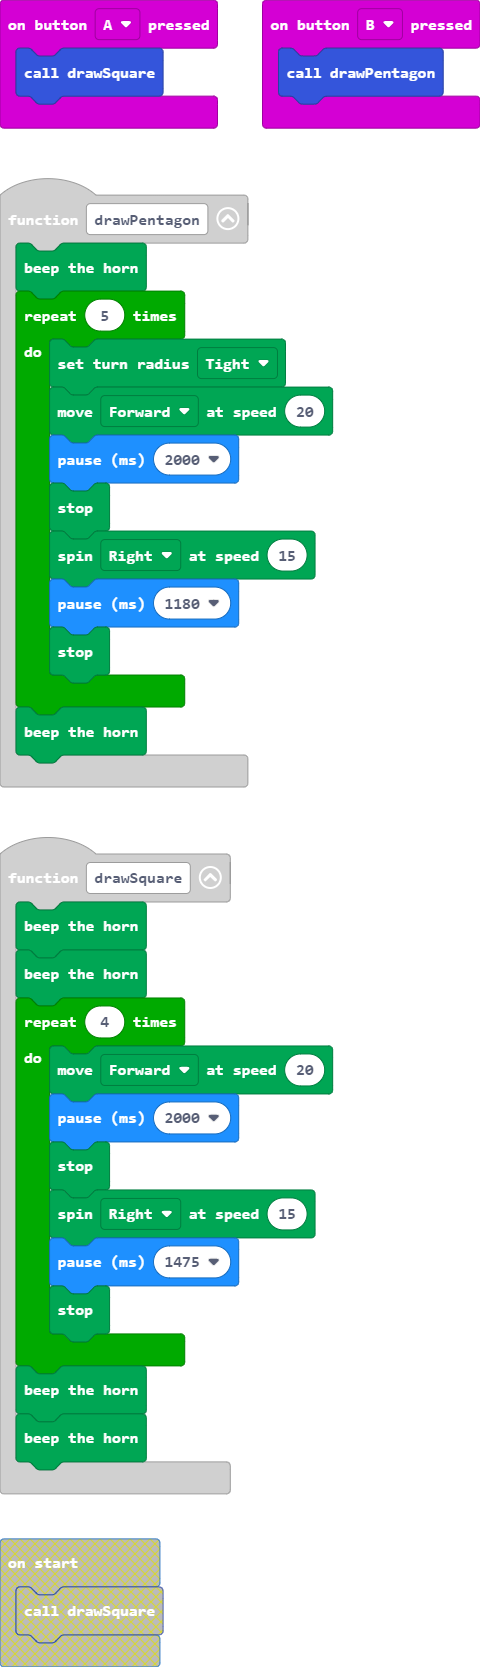 on button A pressed
call drawSquare
on button B pressed
call drawPentagon
function drawPentagon
beep the horn
repeat 5 times
do
set turn radius Tight
move Forward at speed 20
pause (ms) 2000
stop
spin Right at speed 15
pause (ms) 1180
stop
beep the horn
function drawSquare
beep the horn
beep the horn
repeat 4 times
do
move Forward at speed 20
pause (ms) 2000
stop
spin Right at speed 15
pause (ms) 1475
stop
beep the horn
beep the horn
on start
call drawSquare